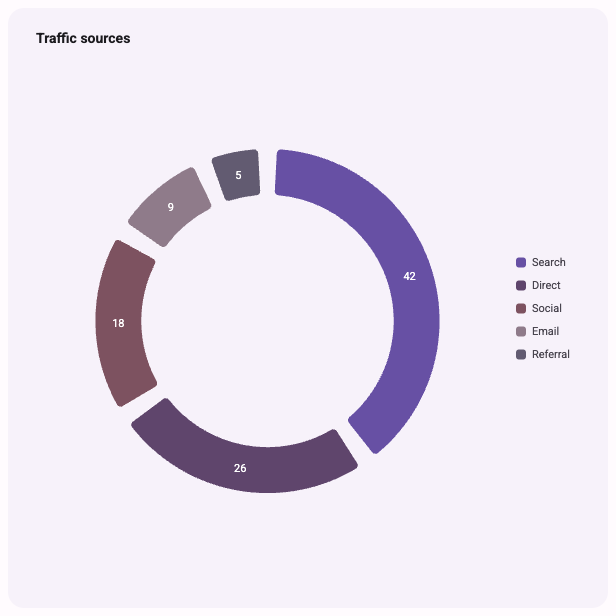 Traffic sources
5
42
9
18
26
Search
Direct
Social
Email
Referral